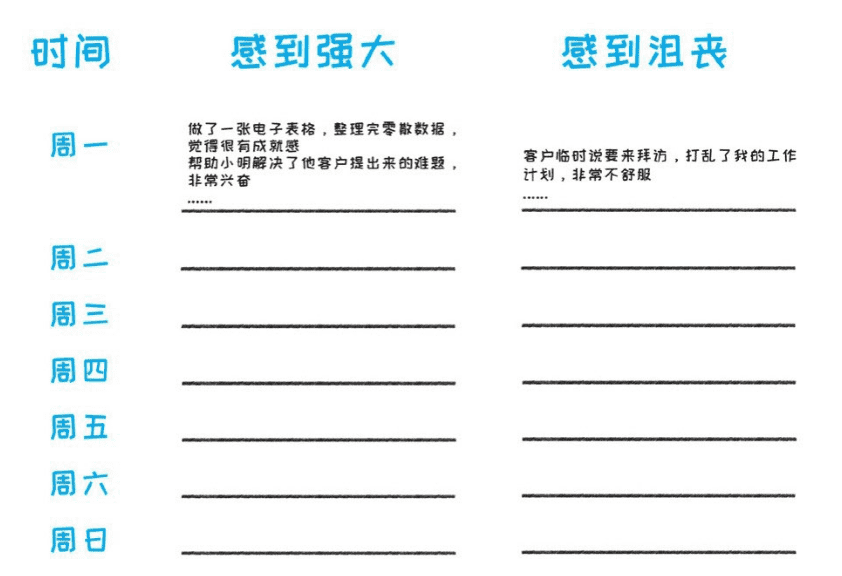 时间 感到强大 感到沮丧
周一
做了一张电子表格，整理完零散数据，
觉得很有成就感
帮助小明解决了他客户提出来的难题，
非常兴奋
......
客户临时说要来拜访，打乱了我的工作
计划，非常不舒服
......
周二
周三
周四
周五
周六
周日